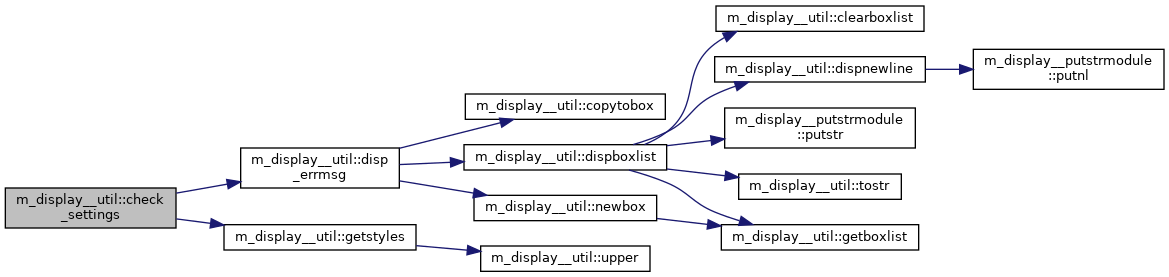 m_display__util::check
_settings
m_display__util::disp
_errmsg
m_display__util::getstyles
m_display__util::copytobox
m_display__util::dispboxlist
m_display__util::newbox
m_display__util::upper
m_display__util::clearboxlist
m_display__util::dispnewline
m_display__putstrmodule
::putstr
m_display__util::tostr
m_display__util::getboxlist
m_display__putstrmodule
::putnl